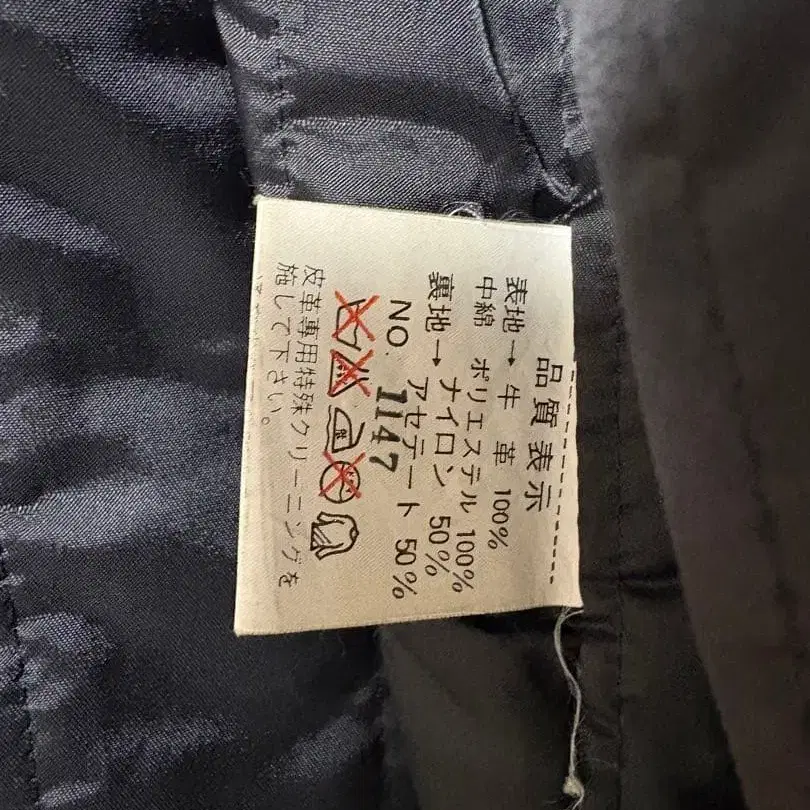 品質表示
表地→牛革 100%
中綿 ポリエステル 100%
裏地→ナイロン 50%
アセテート 50%
NO. 1147
皮革専用特殊クリーニングを
施して下さい。